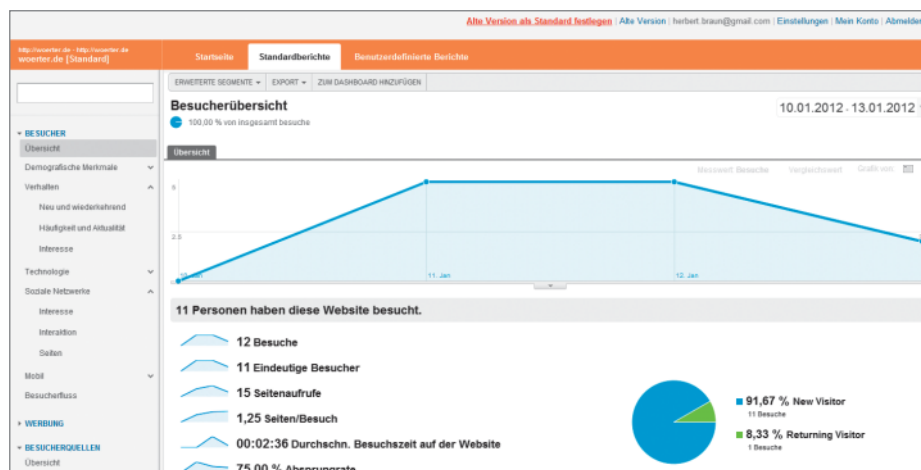 Alte Version als Standard festlegen | Alte Version | herbert.braun@gmail.com | Einstellungen | Mein Konto | Abmelden
http://woerter.de - http://woerter.de
woerter.de [Standard]
Startseite
Standardberichte
Benutzerdefinierte Berichte
ERWEITERTE SEGMENTE
EXPORT
ZUM DASHBOARD HINZUFÜGEN
Besucherübersicht
10.01.2012 - 13.01.2012
100,00 % von insgesamt besuche
BESUCHER
Übersicht
Demografische Merkmale
Verhalten
Neu und wiederkehrend
Häufigkeit und Aktualität
Interesse
Technologie
Soziale Netzwerke
Interesse
Interaktion
Seiten
Mobil
Besucherfluss
WERBUNG
BESUCHERQUELLEN
Übersicht
Übersicht
Messwert: Besuche
Vergleichswert
Grafik von:
2.5
10. Jan
11. Jan
12. Jan
11 Personen haben diese Website besucht.
12 Besuche
11 Eindeutige Besucher
15 Seitenaufrufe
1,25 Seiten/Besuch
00:02:36 Durchschn. Besuchszeit auf der Website
75,00 % Absprungrate
91,67 % New Visitor
11 Besuche
8,33 % Returning Visitor
1 Besuche